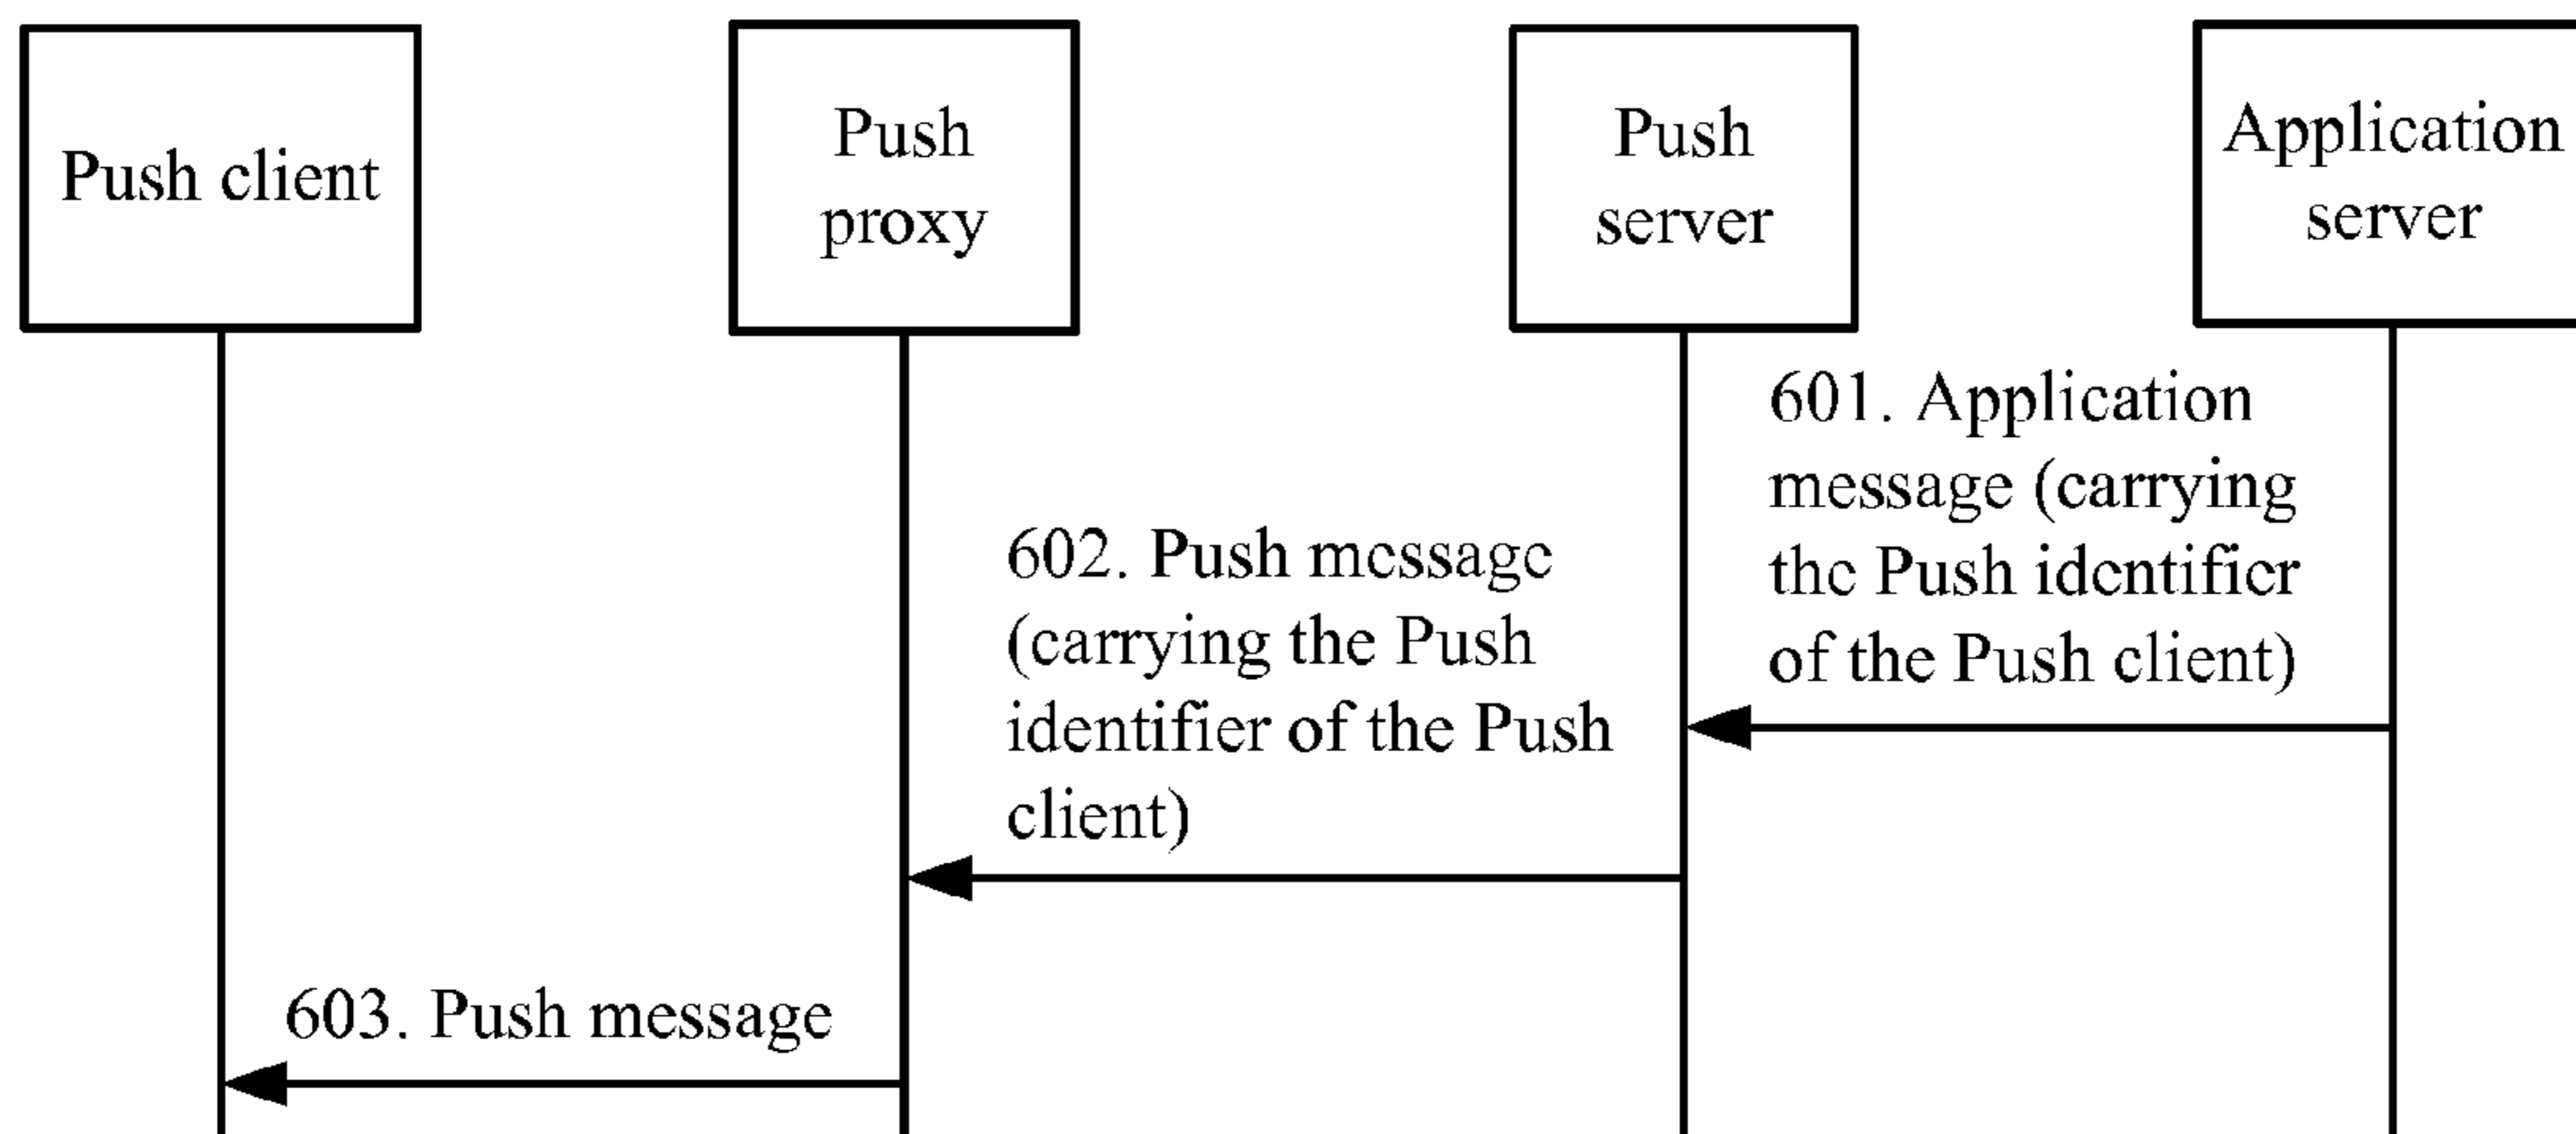 Push client
Push
proxy
Push
server
Application
server
601. Application
message (carrying
the Push identifier
of the Push client)
602. Push message
(carrying the Push
identifier of the Push
client)
603. Push message